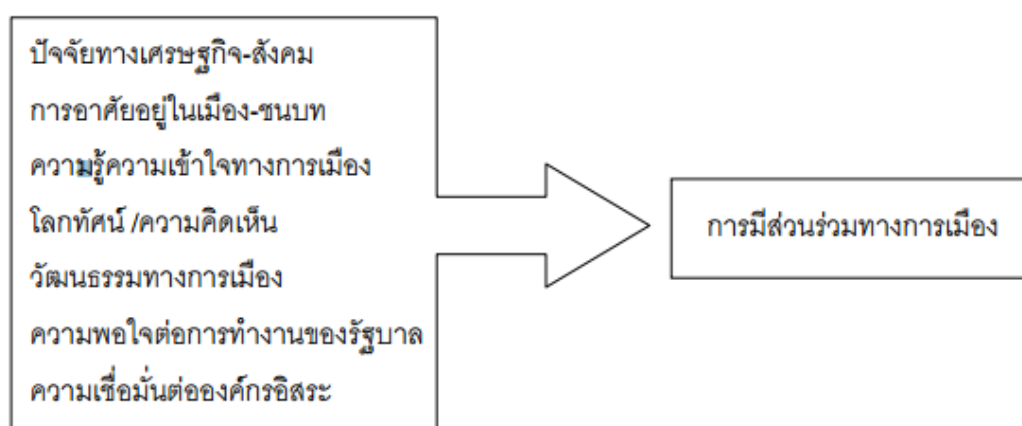 ปัจจัยทางเศรษฐกิจ-สังคม
การอาศัยอยู่ในเมือง-ชนบท
ความรู้ความเข้าใจทางการเมือง
โลกทัศน์ /ความคิดเห็น
วัฒนธรรมทางการเมือง
ความพอใจต่อการทำงานของรัฐบาล
ความเชื่อมั่นต่อองค์กรอิสระ
การมีส่วนร่วมทางการเมือง